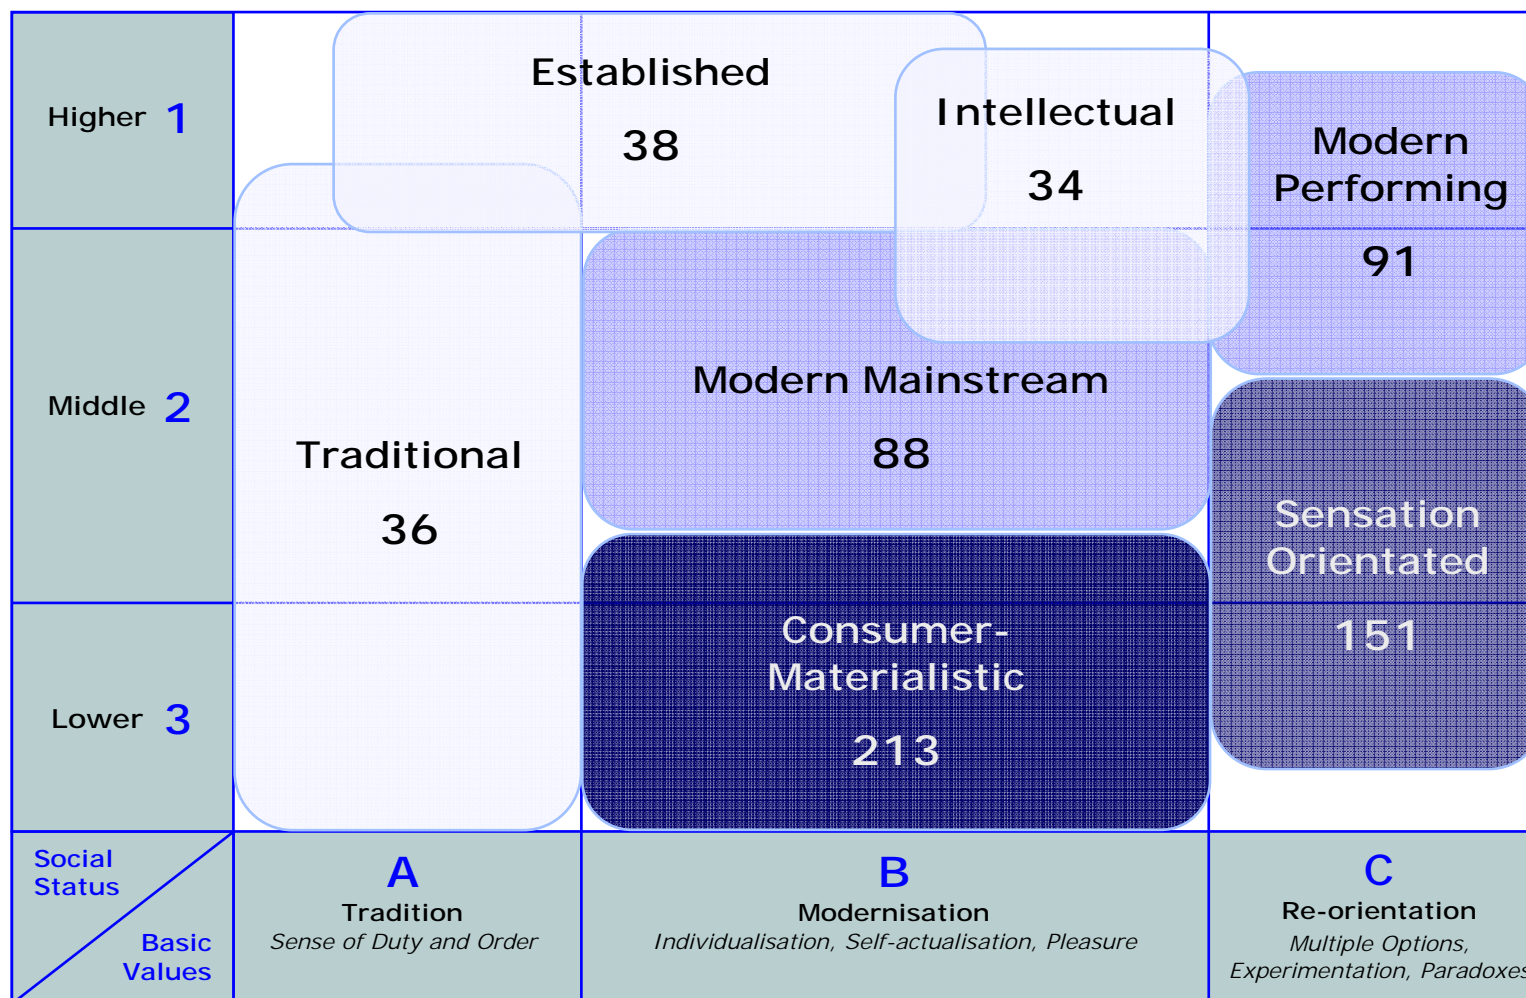 Higher 1
Established
38
Intellectual
34
Modern
Performing
91
Middle 2
Modern Mainstream
88
Traditional
36
Sensation
Orientated
151
Lower 3
Consumer-
Materialistic
213
Social
Status
Basic
Values
A
Tradition
Sense of Duty and Order
B
Modernisation
Individualisation, Self-actualisation, Pleasure
C
Re-orientation
Multiple Options,
Experimentation, Paradoxes